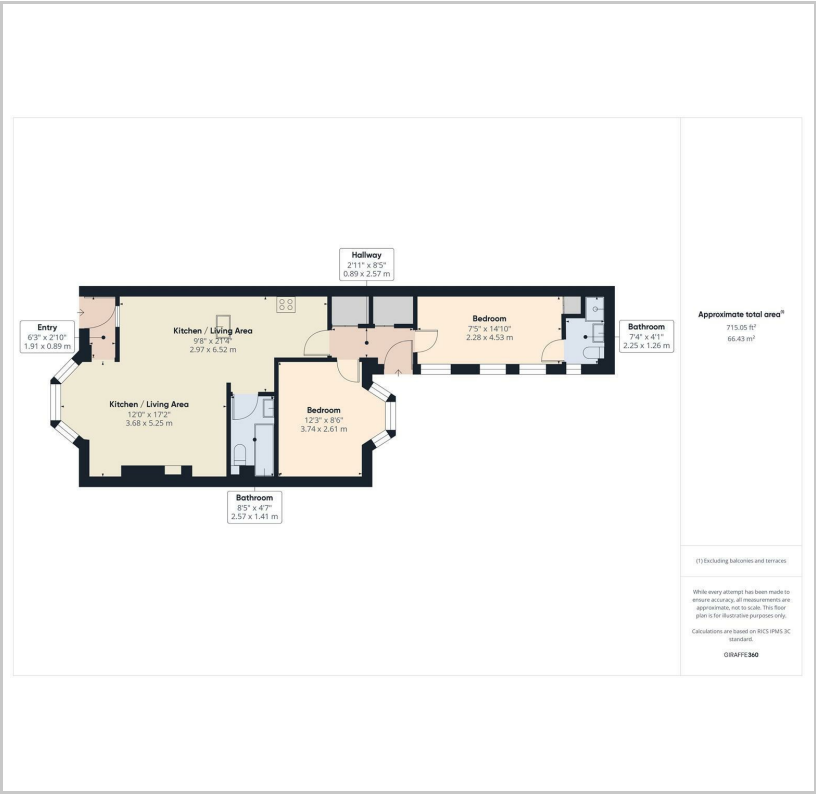 Hallway
2'11" x 8'5"
0.89 x 2.57 m
Entry
6'3" x 2'10"
1.91 x 0.89 m
Kitchen / Living Area
9'8" x 21'4"
2.97 x 6.52 m
Bedroom
7'5" x 14'10"
2.28 x 4.53 m
Bathroom
7'4" x 4'1"
2.25 x 1.26 m
Kitchen / Living Area
12'0" x 17'2"
3.68 x 5.25 m
Bedroom
12'3" x 8'6"
3.74 x 2.61 m
Bathroom
8'5" x 4'7"
2.57 x 1.41 m
Approximate total area⁽¹⁾
715.05 ft²
66.43 m²
(1) Excluding balconies and terraces
While every attempt has been made to
ensure accuracy, all measurements are
approximate, not to scale. This floor
plan is for illustrative purposes only.
Calculations are based on RICS IPMS 3C
standard.
GIRAFFE360